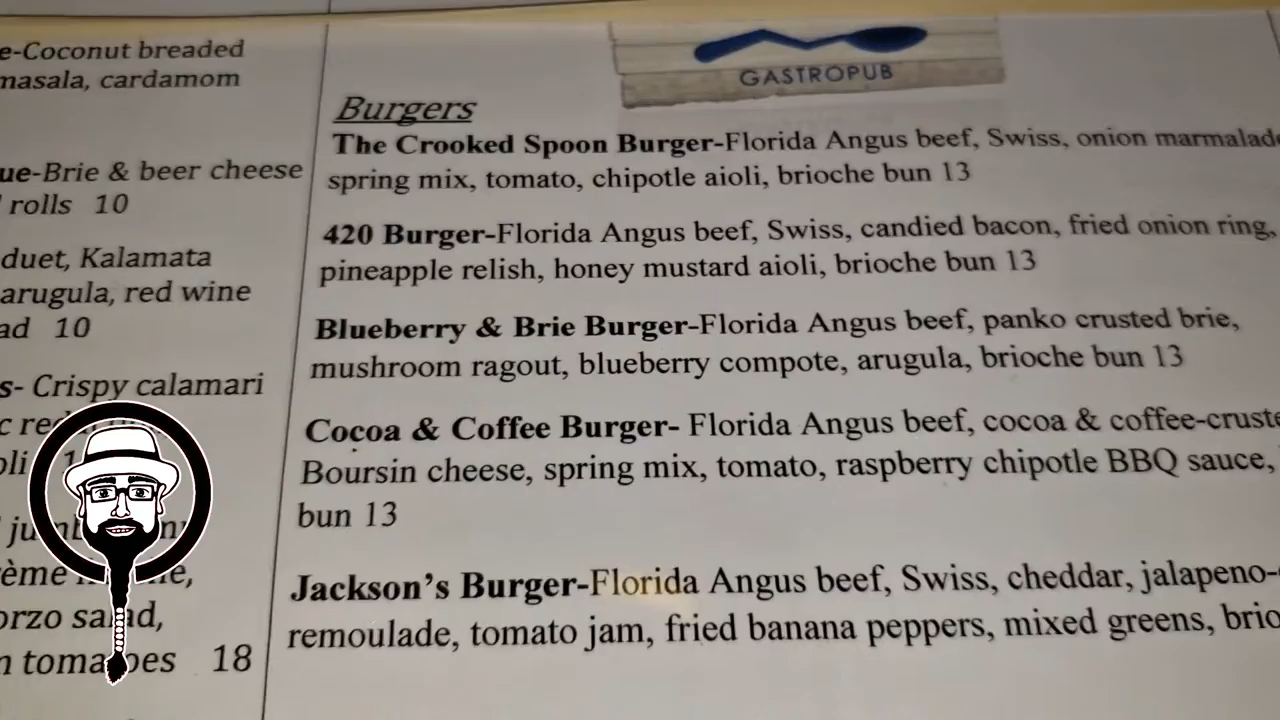 e-Coconut breaded
masala, cardamom
ue-Brie & beer cheese
rolls 10
duet, Kalamata
arugula, red wine
ad 10
s- Crispy calamari
c
oli
orzo salad,
tomatoes 18
GASTROPUB
Burgers
The Crooked Spoon Burger-Florida Angus beef, Swiss, onion marmalade
spring mix, tomato, chipotle aioli, brioche bun 13
420 Burger-Florida Angus beef, Swiss, candied bacon, fried onion ring,
pineapple relish, honey mustard aioli, brioche bun 13
Blueberry & Brie Burger-Florida Angus beef, panko crusted brie,
mushroom ragout, blueberry compote, arugula, brioche bun 13
Cocoa & Coffee Burger- Florida Angus beef, cocoa & coffee-cruste
Boursin cheese, spring mix, tomato, raspberry chipotle BBQ sauce,
bun 13
Jackson's Burger-Florida Angus beef, Swiss, cheddar, jalapeno-
remoulade, tomato jam, fried banana peppers, mixed greens, brio